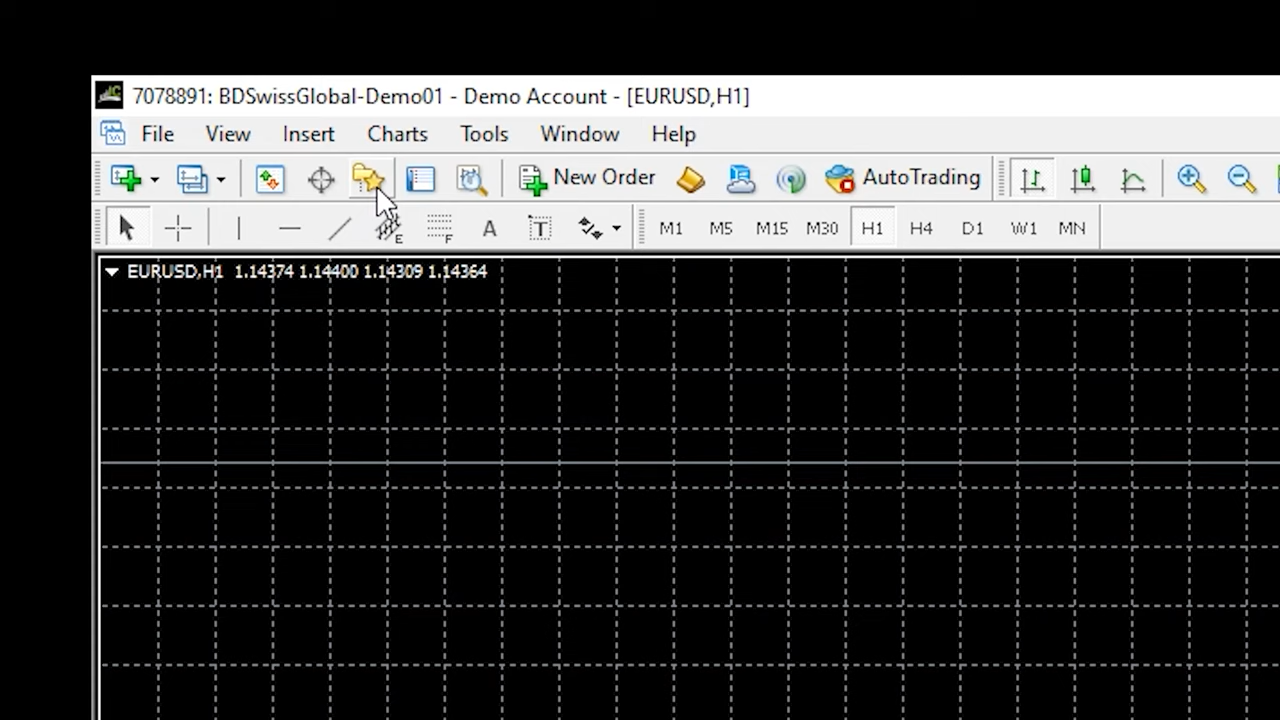 7078891: BDSwissGlobal-Demo01 - Demo Account - [EURUSD,H1]
File View Insert Charts Tools Window Help
New Order AutoTrading
E F A T M1 M5 M15 M30 H1 H4 D1 W1 MN
EURUSD,H1 1.14374 1.14400 1.14309 1.14364